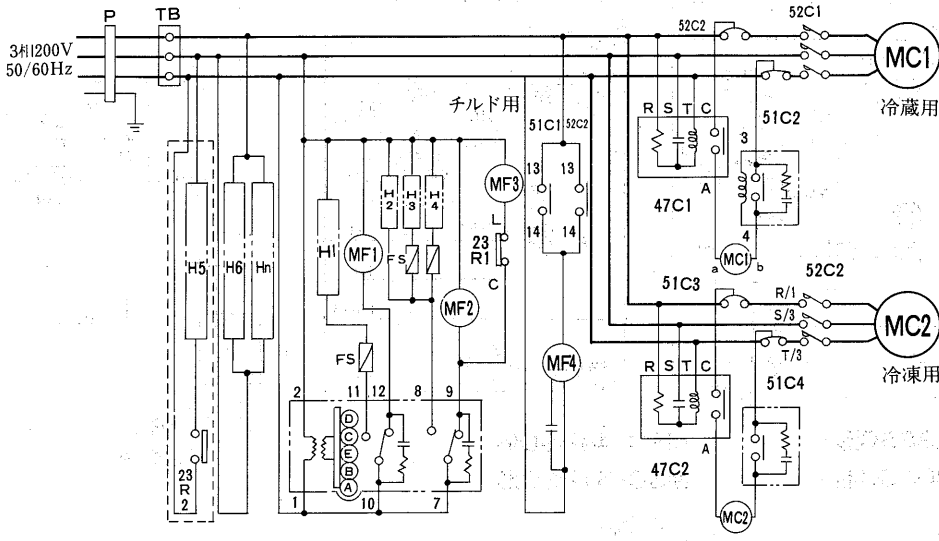 P
TB
3相200V
50/60Hz
52C2
52C1
MC1
冷蔵用
チルド用
51C1
52C2
51C2
R S T C
3
13
13
14
14
A
47C1
4
a
MC1
b
MF3
L
23
R1
C
H2
H3
H4
H1
MF1
FS
MF2
H5
H6
Hn
51C3
R/1
52C2
S/3
T/3
MC2
冷凍用
R S T C
51C4
MF4
FS
2
11
12
8
9
D
C
E
B
A
A
47C2
23
R
2
1
10
7
MC2